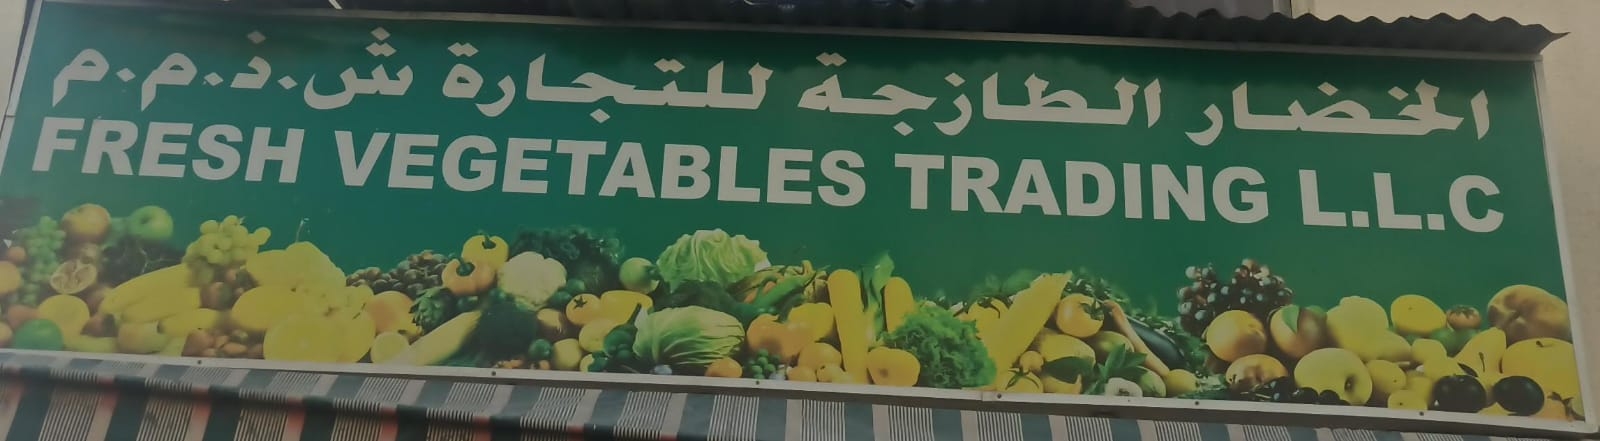 الخضار الطازجة للتجارة ش.ذ.م.م
FRESH VEGETABLES TRADING L.L.C